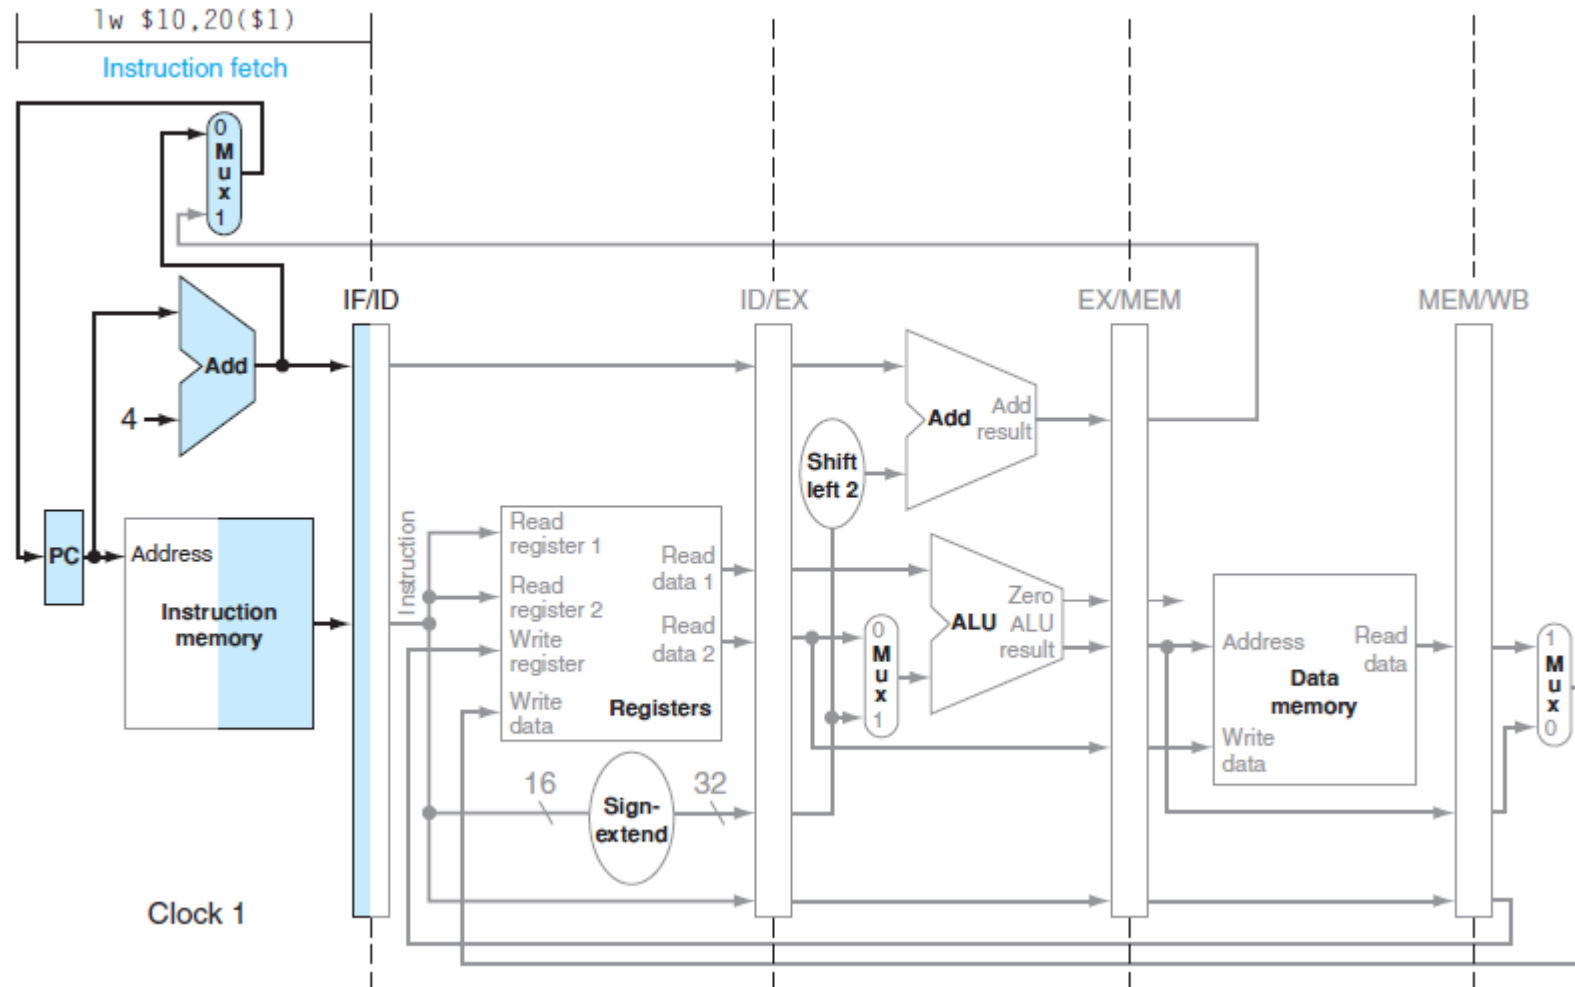 lw $10,20($1)
Instruction fetch
0
M
u
x
1
IF/ID
ID/EX
EX/MEM
MEM/WB
Add
4
Add
Add
result
Shift
left 2
PC
Address
Instruction
memory
Instruction
Read
register 1
Read
register 2
Write
register
Write
data
Read
data 1
Read
data 2
Registers
0
M
u
x
1
Zero
ALU
ALU
result
Address
Read
data
Data
memory
Write
data
1
M
u
x
0
16
Sign-
extend
32
Clock 1